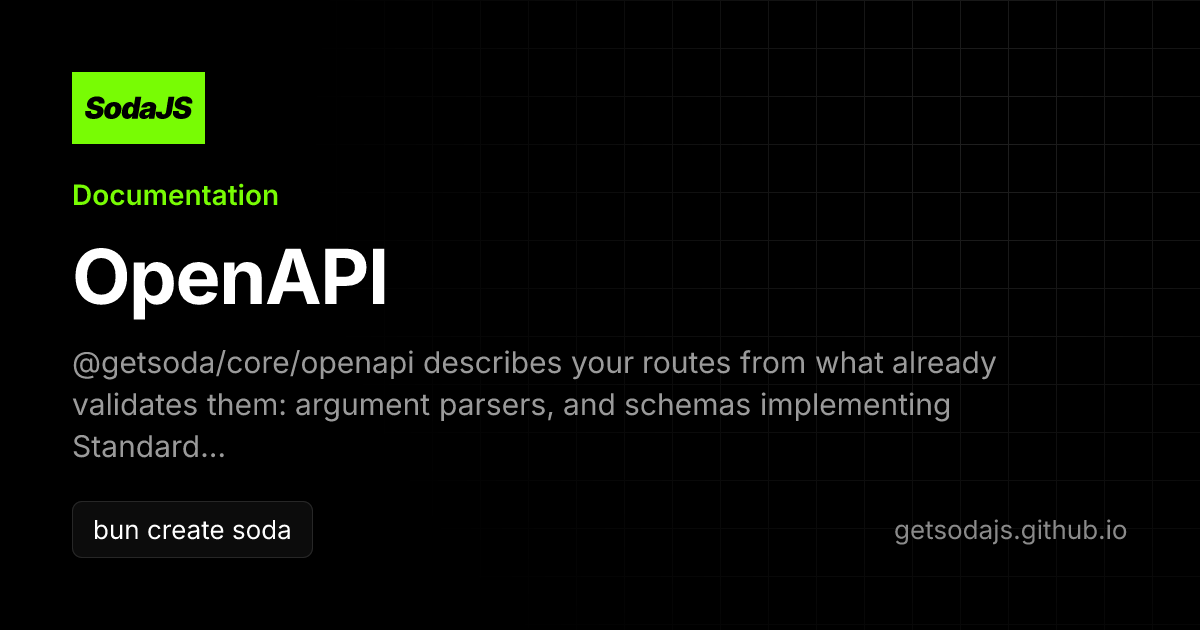 SodaJS
Documentation
OpenAPI
@getsoda/core/openapi describes your routes from what already
validates them: argument parsers, and schemas implementing
Standard...
bun create soda
getsodajs.github.io